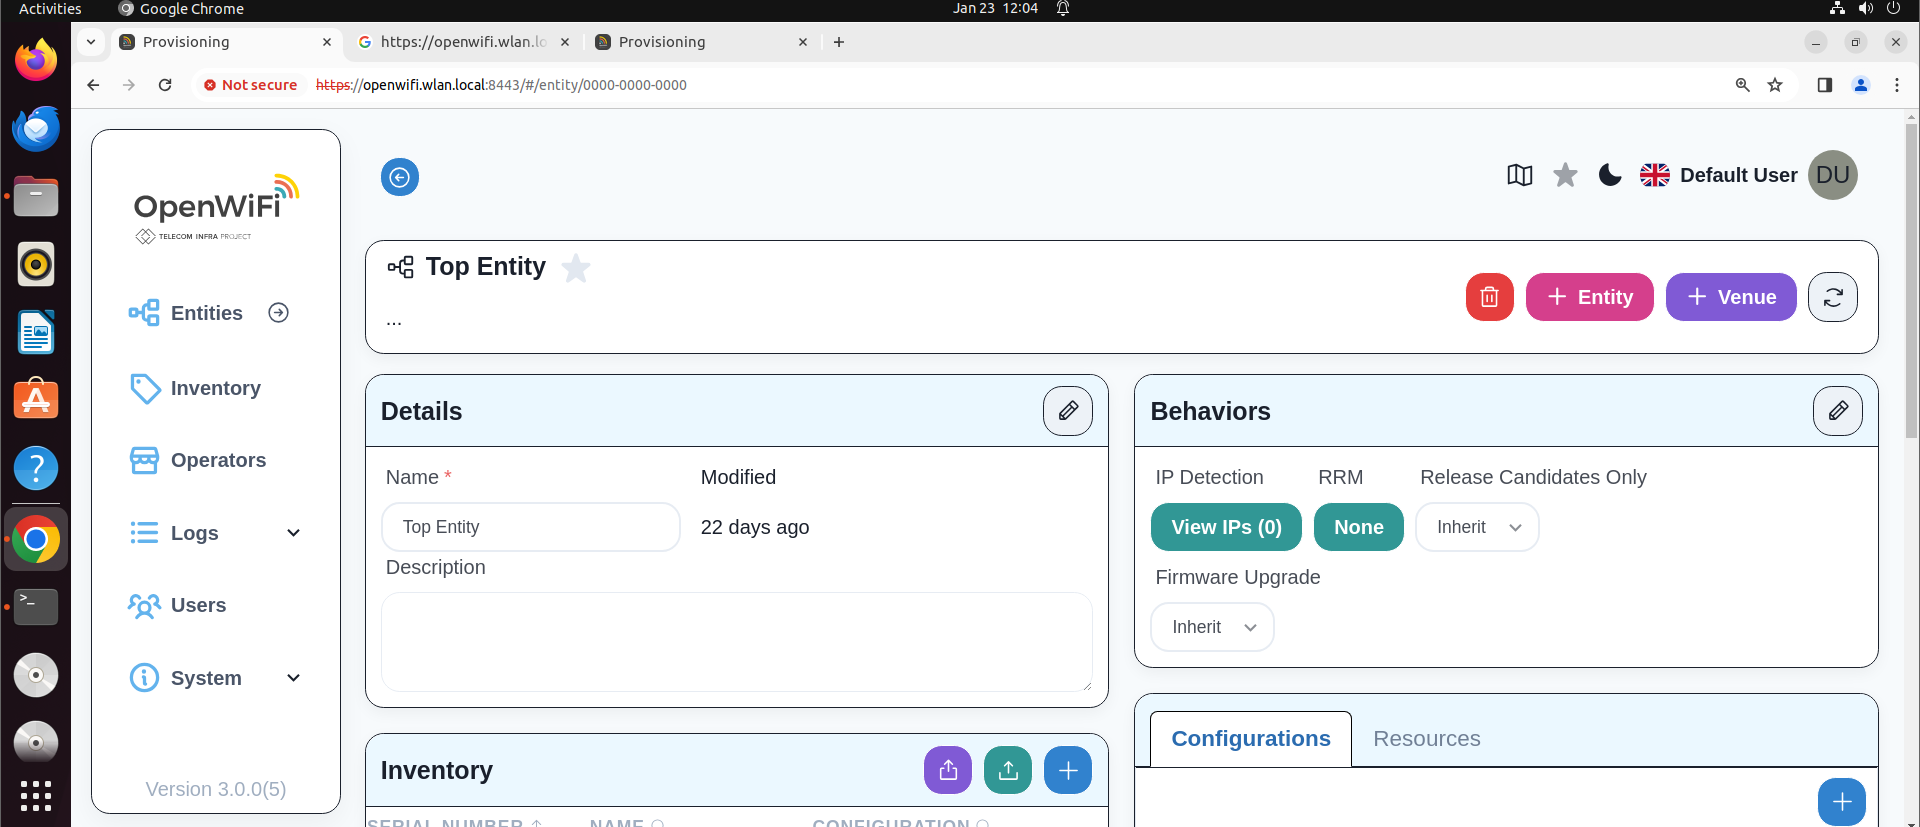 Activities Google Chrome Jan 23 12:04
Provisioning https://openwifi.wlan.lo Provisioning
Not secure https://openwifi.wlan.local:8443/#/entity/0000-0000-0000
OpenWiFi
TELECOM INFRA PROJECT
Default User DU
Entities
Inventory
Operators
Logs
Users
System
Version 3.0.0(5)
Top Entity
...
Entity Venue
Details
Name * Modified
Top Entity 22 days ago
Description
Behaviors
IP Detection RRM Release Candidates Only
View IPs (0) None Inherit
Firmware Upgrade
Inherit
Inventory
SERIAL NUMBER NAME CONFIGURATION
Configurations Resources